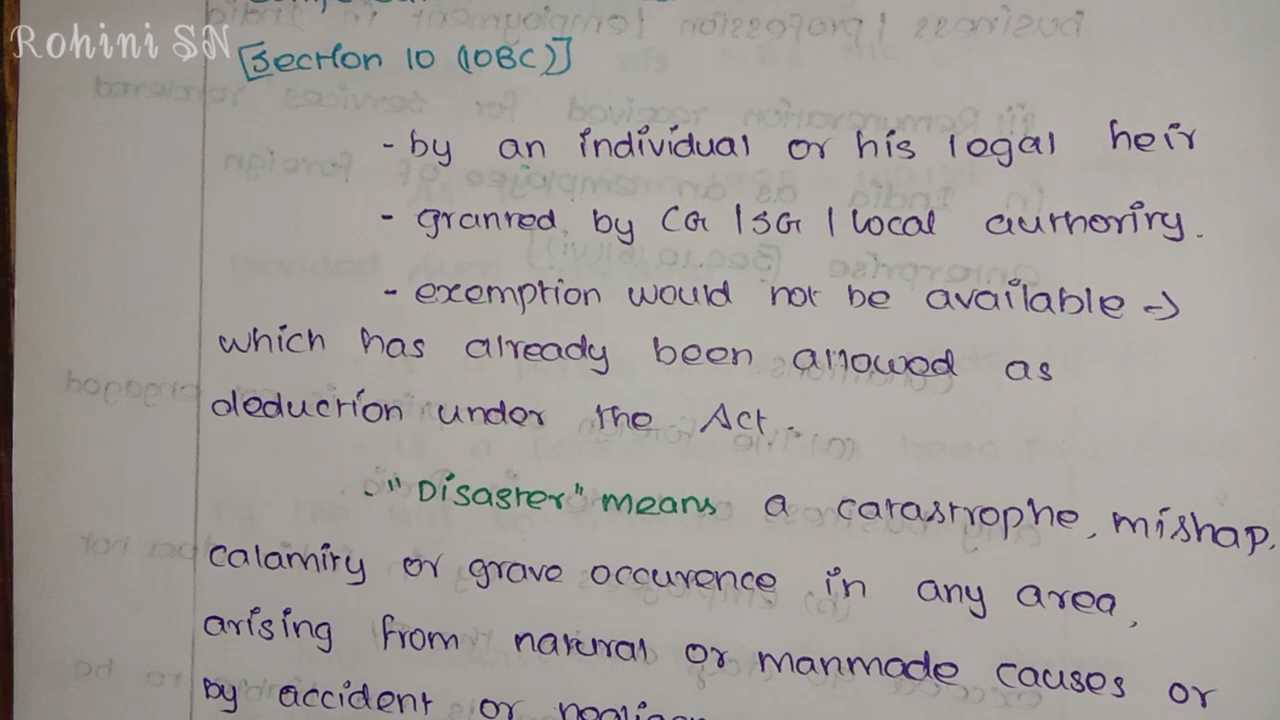 Rohini SN
[Section 10 (10BC)]
- by an individual or his legal heir
- granted by CG | SG | local authority.
- exemption would not be available →
which has already been allowed as
deduction under the Act.
- "Disaster" means a catastrophe, mishap,
calamity or grave occurence in any area,
arising from natural or manmade causes or
by accident or